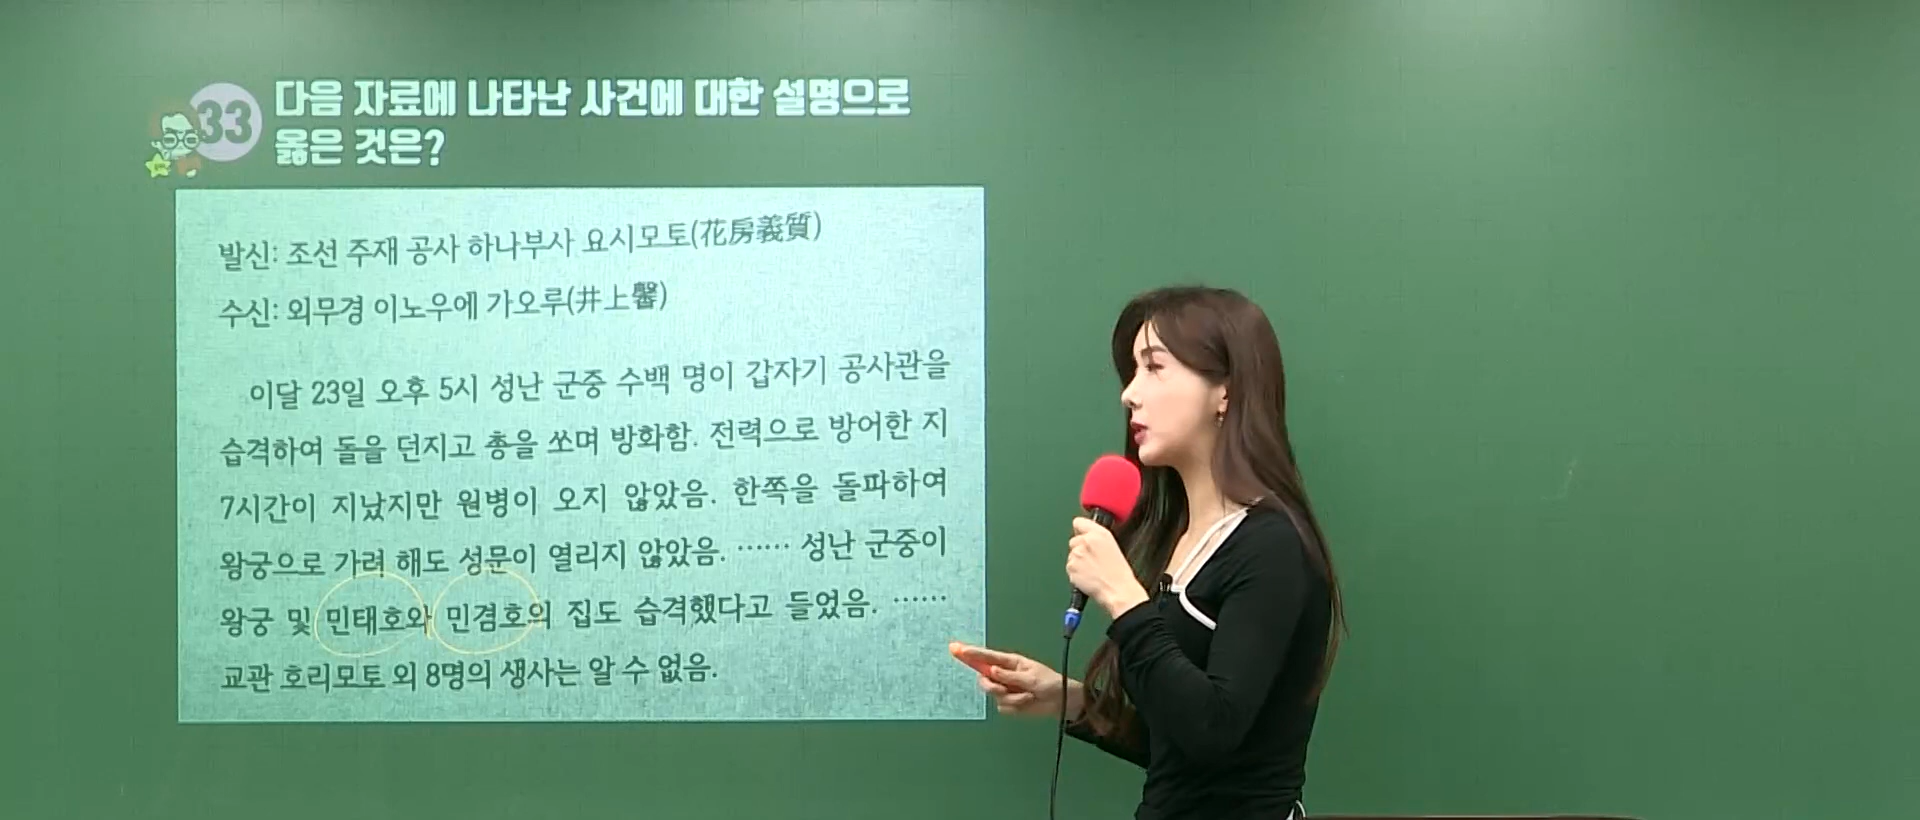 33 다음 자료에 나타난 사건에 대한 설명으로
옳은 것은?
발신: 조선 주재 공사 하나부사 요시모토(花房義質)
수신: 외무경 이노우에 가오루(井上馨)
이달 23일 오후 5시 성난 군중 수백 명이 갑자기 공사관을
습격하여 돌을 던지고 총을 쏘며 방화함. 전력으로 방어한 지
7시간이 지났지만 원병이 오지 않았음. 한쪽을 돌파하여
왕궁으로 가려 해도 성문이 열리지 않았음. …… 성난 군중이
왕궁 및 민태호와 민겸호의 집도 습격했다고 들었음. ……
교관 호리모토 외 8명의 생사는 알 수 없음.